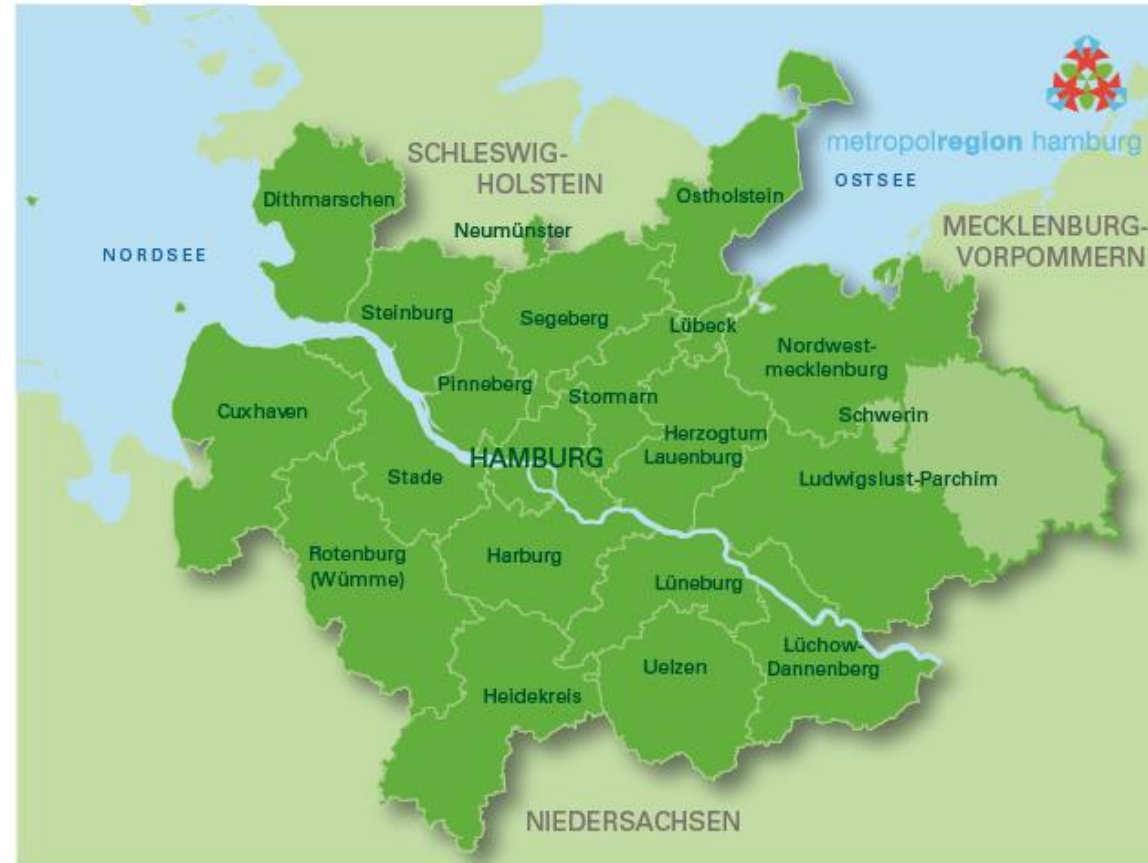 metropolregion hamburg
SCHLESWIG-
HOLSTEIN
OSTSEE
Dithmarschen
Ostholstein
Neumünster
MECKLENBURG-
VORPOMMERN
NORDSEE
Steinburg
Segeberg
Lübeck
Nordwest-
mecklenburg
Pinneberg
Stormarn
Cuxhaven
Schwerin
Herzogtum
Lauenburg
HAMBURG
Stade
Ludwigslust-Parchim
Rotenburg
(Wümme)
Harburg
Lüneburg
Lüchow-
Dannenberg
Uelzen
Heidekreis
NIEDERSACHSEN